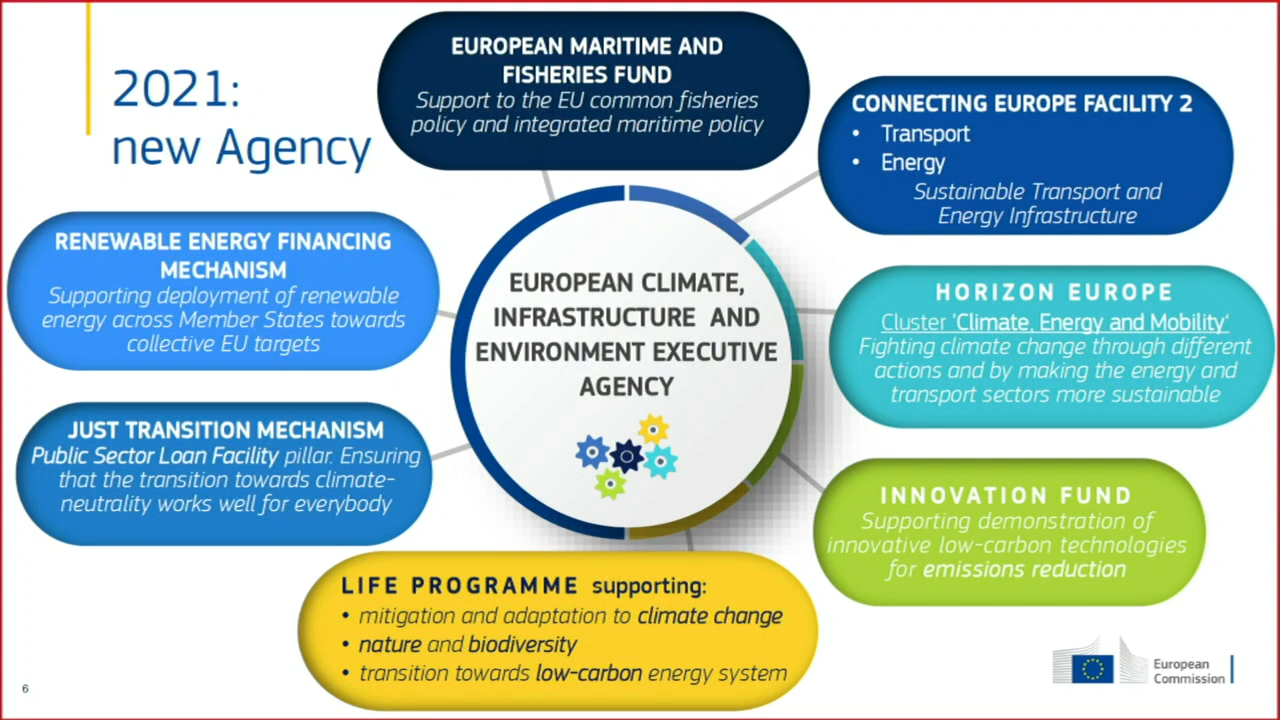 2021:
new Agency
EUROPEAN MARITIME AND
FISHERIES FUND
Support to the EU common fisheries
policy and integrated maritime policy
CONNECTING EUROPE FACILITY 2
• Transport
• Energy
Sustainable Transport and
Energy Infrastructure
RENEWABLE ENERGY FINANCING
MECHANISM
Supporting deployment of renewable
energy across Member States towards
collective EU targets
EUROPEAN CLIMATE,
INFRASTRUCTURE AND
ENVIRONMENT EXECUTIVE
AGENCY
HORIZON EUROPE
Cluster 'Climate, Energy and Mobility'
Fighting climate change through different
actions and by making the energy and
transport sectors more sustainable
JUST TRANSITION MECHANISM
Public Sector Loan Facility pillar. Ensuring
that the transition towards climate-
neutrality works well for everybody
INNOVATION FUND
Supporting demonstration of
innovative low-carbon technologies
for emissions reduction
LIFE PROGRAMME supporting:
• mitigation and adaptation to climate change
• nature and biodiversity
• transition towards low-carbon energy system
6
European
Commission